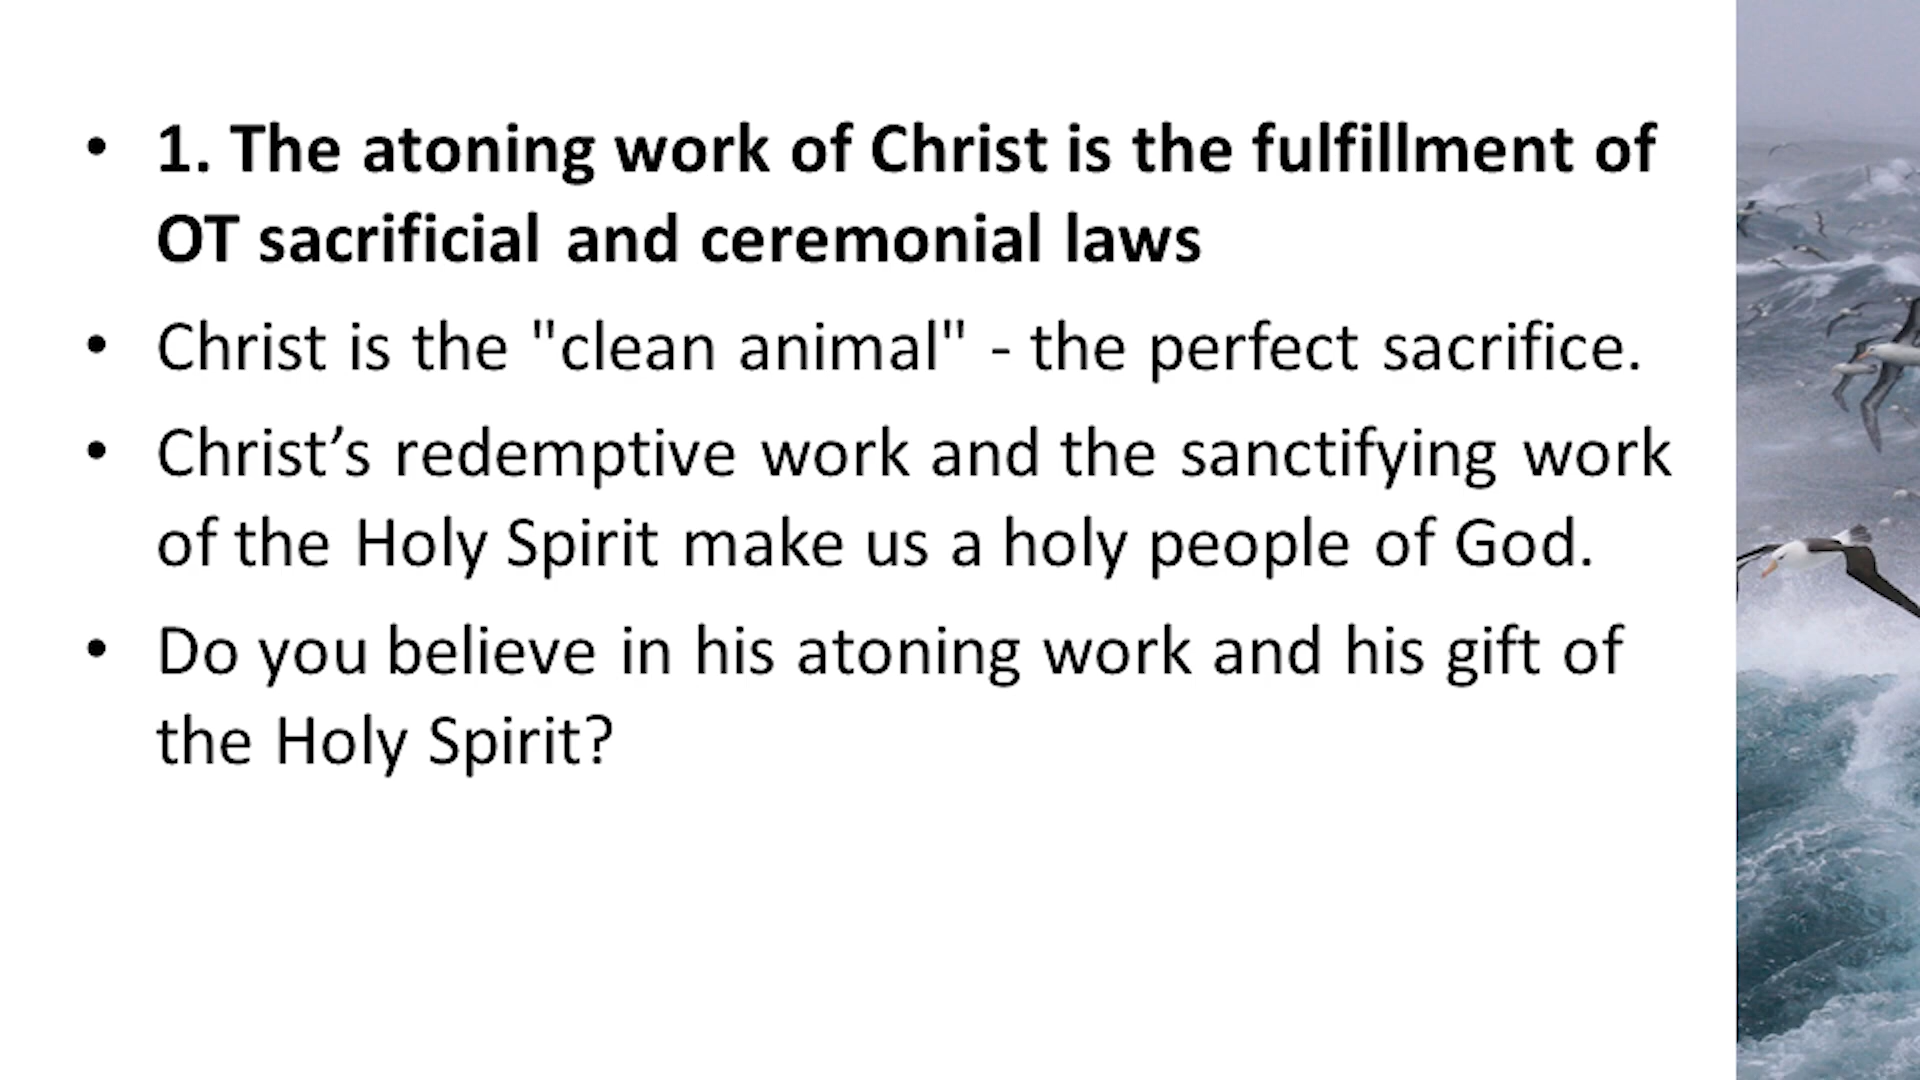 • 1. The atoning work of Christ is the fulfillment of
OT sacrificial and ceremonial laws
• Christ is the "clean animal" - the perfect sacrifice.
• Christ’s redemptive work and the sanctifying work
of the Holy Spirit make us a holy people of God.
• Do you believe in his atoning work and his gift of
the Holy Spirit?